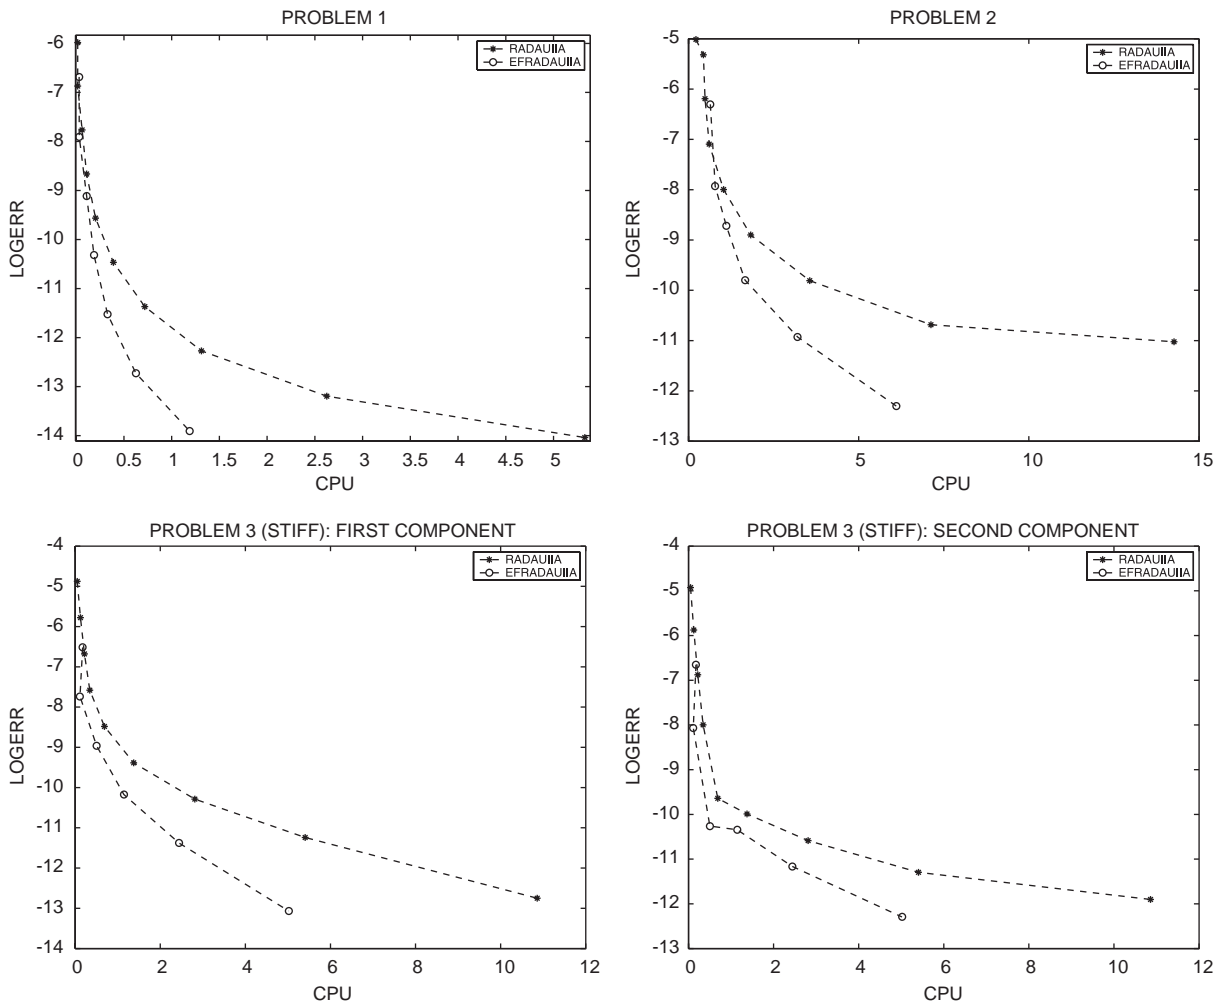 PROBLEM 1
-6
-7
-8
-9
-10
-11
-12
-13
-14
LOGERR
0 0.5 1 1.5 2 2.5 3 3.5 4 4.5 5
CPU
RADAUIIA
EFRADAUIIA
PROBLEM 2
-5
-6
-7
-8
-9
-10
-11
-12
-13
LOGERR
0 5 10 15
CPU
RADAUIIA
EFRADAUIIA
PROBLEM 3 (STIFF): FIRST COMPONENT
-4
-5
-6
-7
-8
-9
-10
-11
-12
-13
-14
LOGERR
0 2 4 6 8 10 12
CPU
RADAUIIA
EFRADAUIIA
PROBLEM 3 (STIFF): SECOND COMPONENT
-4
-5
-6
-7
-8
-9
-10
-11
-12
-13
LOGERR
0 2 4 6 8 10 12
CPU
RADAUIIA
EFRADAUIIA